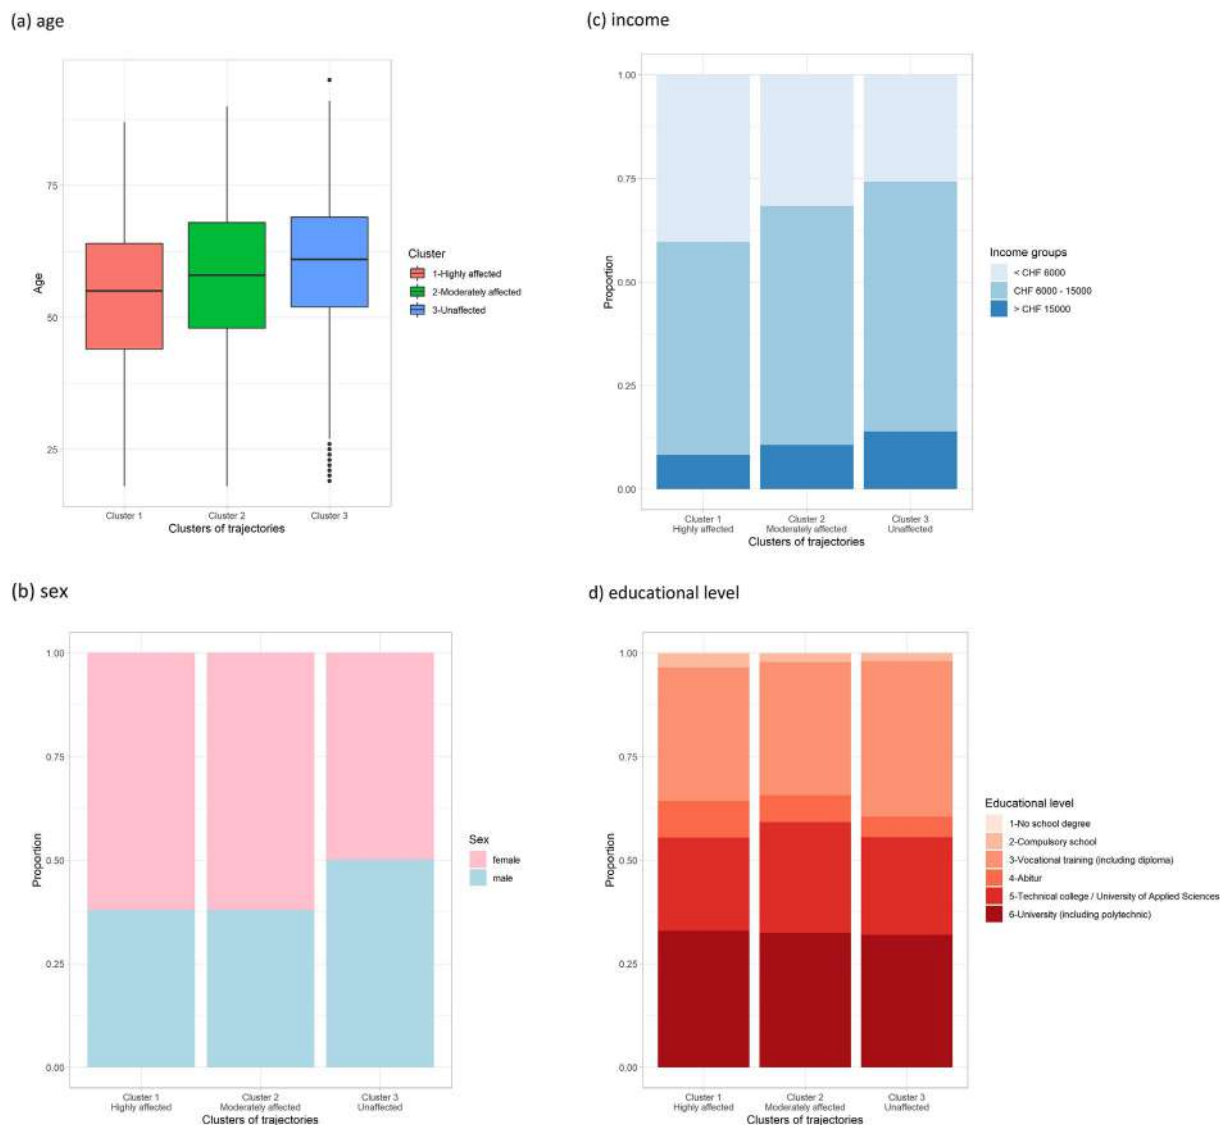 (a) age
75
50
25
Age
Cluster 1
Cluster 2
Cluster 3
Clusters of trajectories
Cluster
1-Highly affected
2-Moderately affected
3-Unaffected
(c) income
1.00
0.75
0.50
0.25
0.00
Proportion
Cluster 1
Highly affected
Cluster 2
Moderately affected
Cluster 3
Unaffected
Clusters of trajectories
Income groups
< CHF 6000
CHF 6000 - 15000
> CHF 15000
(b) sex
1.00
0.75
0.50
0.25
0.00
Proportion
Cluster 1
Highly affected
Cluster 2
Moderately affected
Cluster 3
Unaffected
Clusters of trajectories
Sex
female
male
d) educational level
1.00
0.75
0.50
0.25
0.00
Proportion
Cluster 1
Highly affected
Cluster 2
Moderately affected
Cluster 3
Unaffected
Clusters of trajectories
Educational level
1-No school degree
2-Compulsory school
3-Vocational training (including diploma)
4-Abitur
5-Technical college / University of Applied Sciences
6-University (including polytechnic)